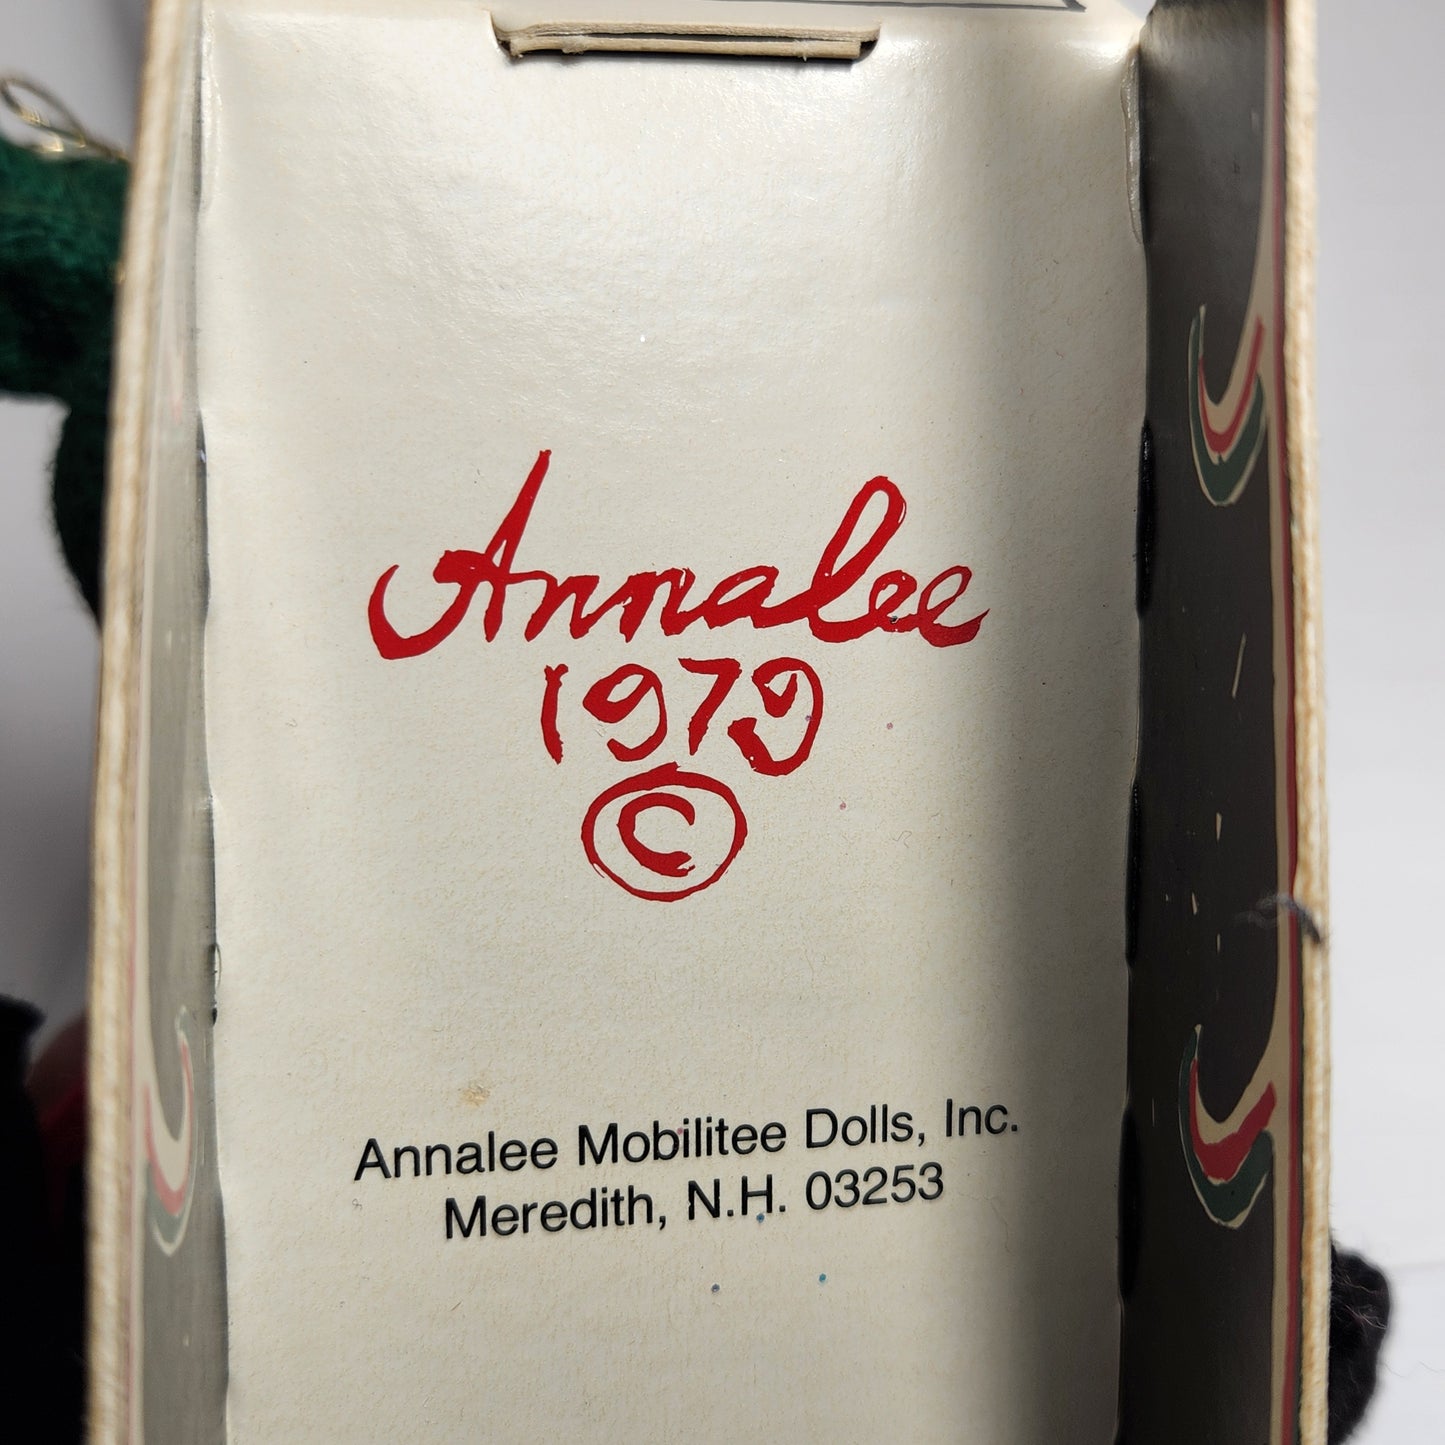 Annalee
1979
©
Annalee Mobilitee Dolls, Inc.
Meredith, N.H. 03253